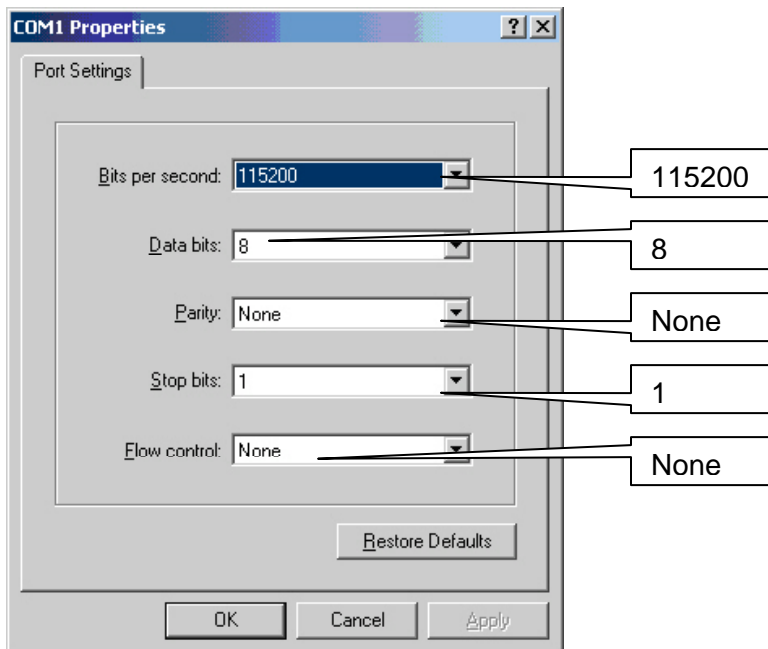 COM1 Properties
Port Settings
Bits per second: 115200
115200
Data bits: 8
8
Parity: None
None
Stop bits: 1
1
Flow control: None
None
Restore Defaults
OK Cancel Apply